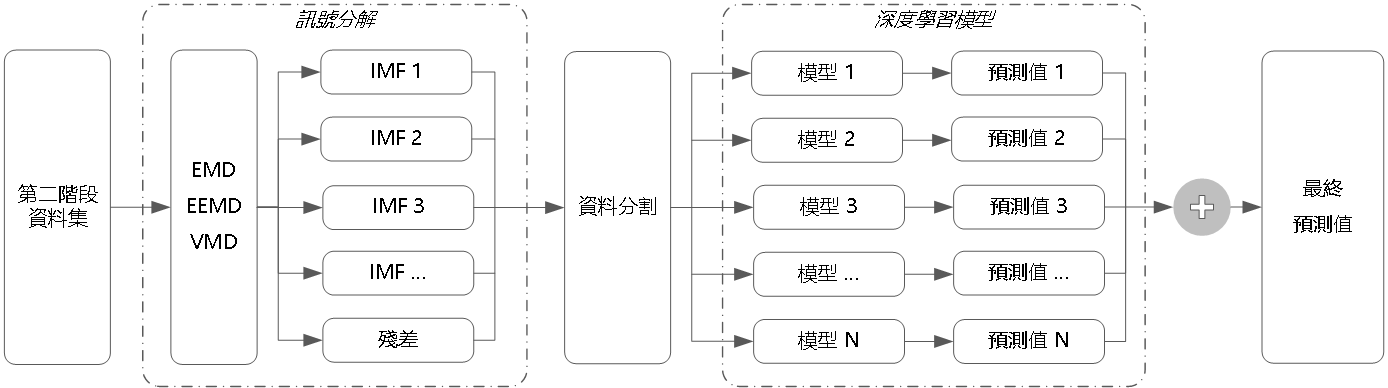 訊號分解
深度學習模型
第二階段
資料集
EMD
EEMD
VMD
IMF 1
IMF 2
IMF 3
IMF ...
殘差
資料分割
模型 1
模型 2
模型 3
模型 ...
模型 N
預測值 1
預測值 2
預測值 3
預測值 ...
預測值 N
最終
預測值